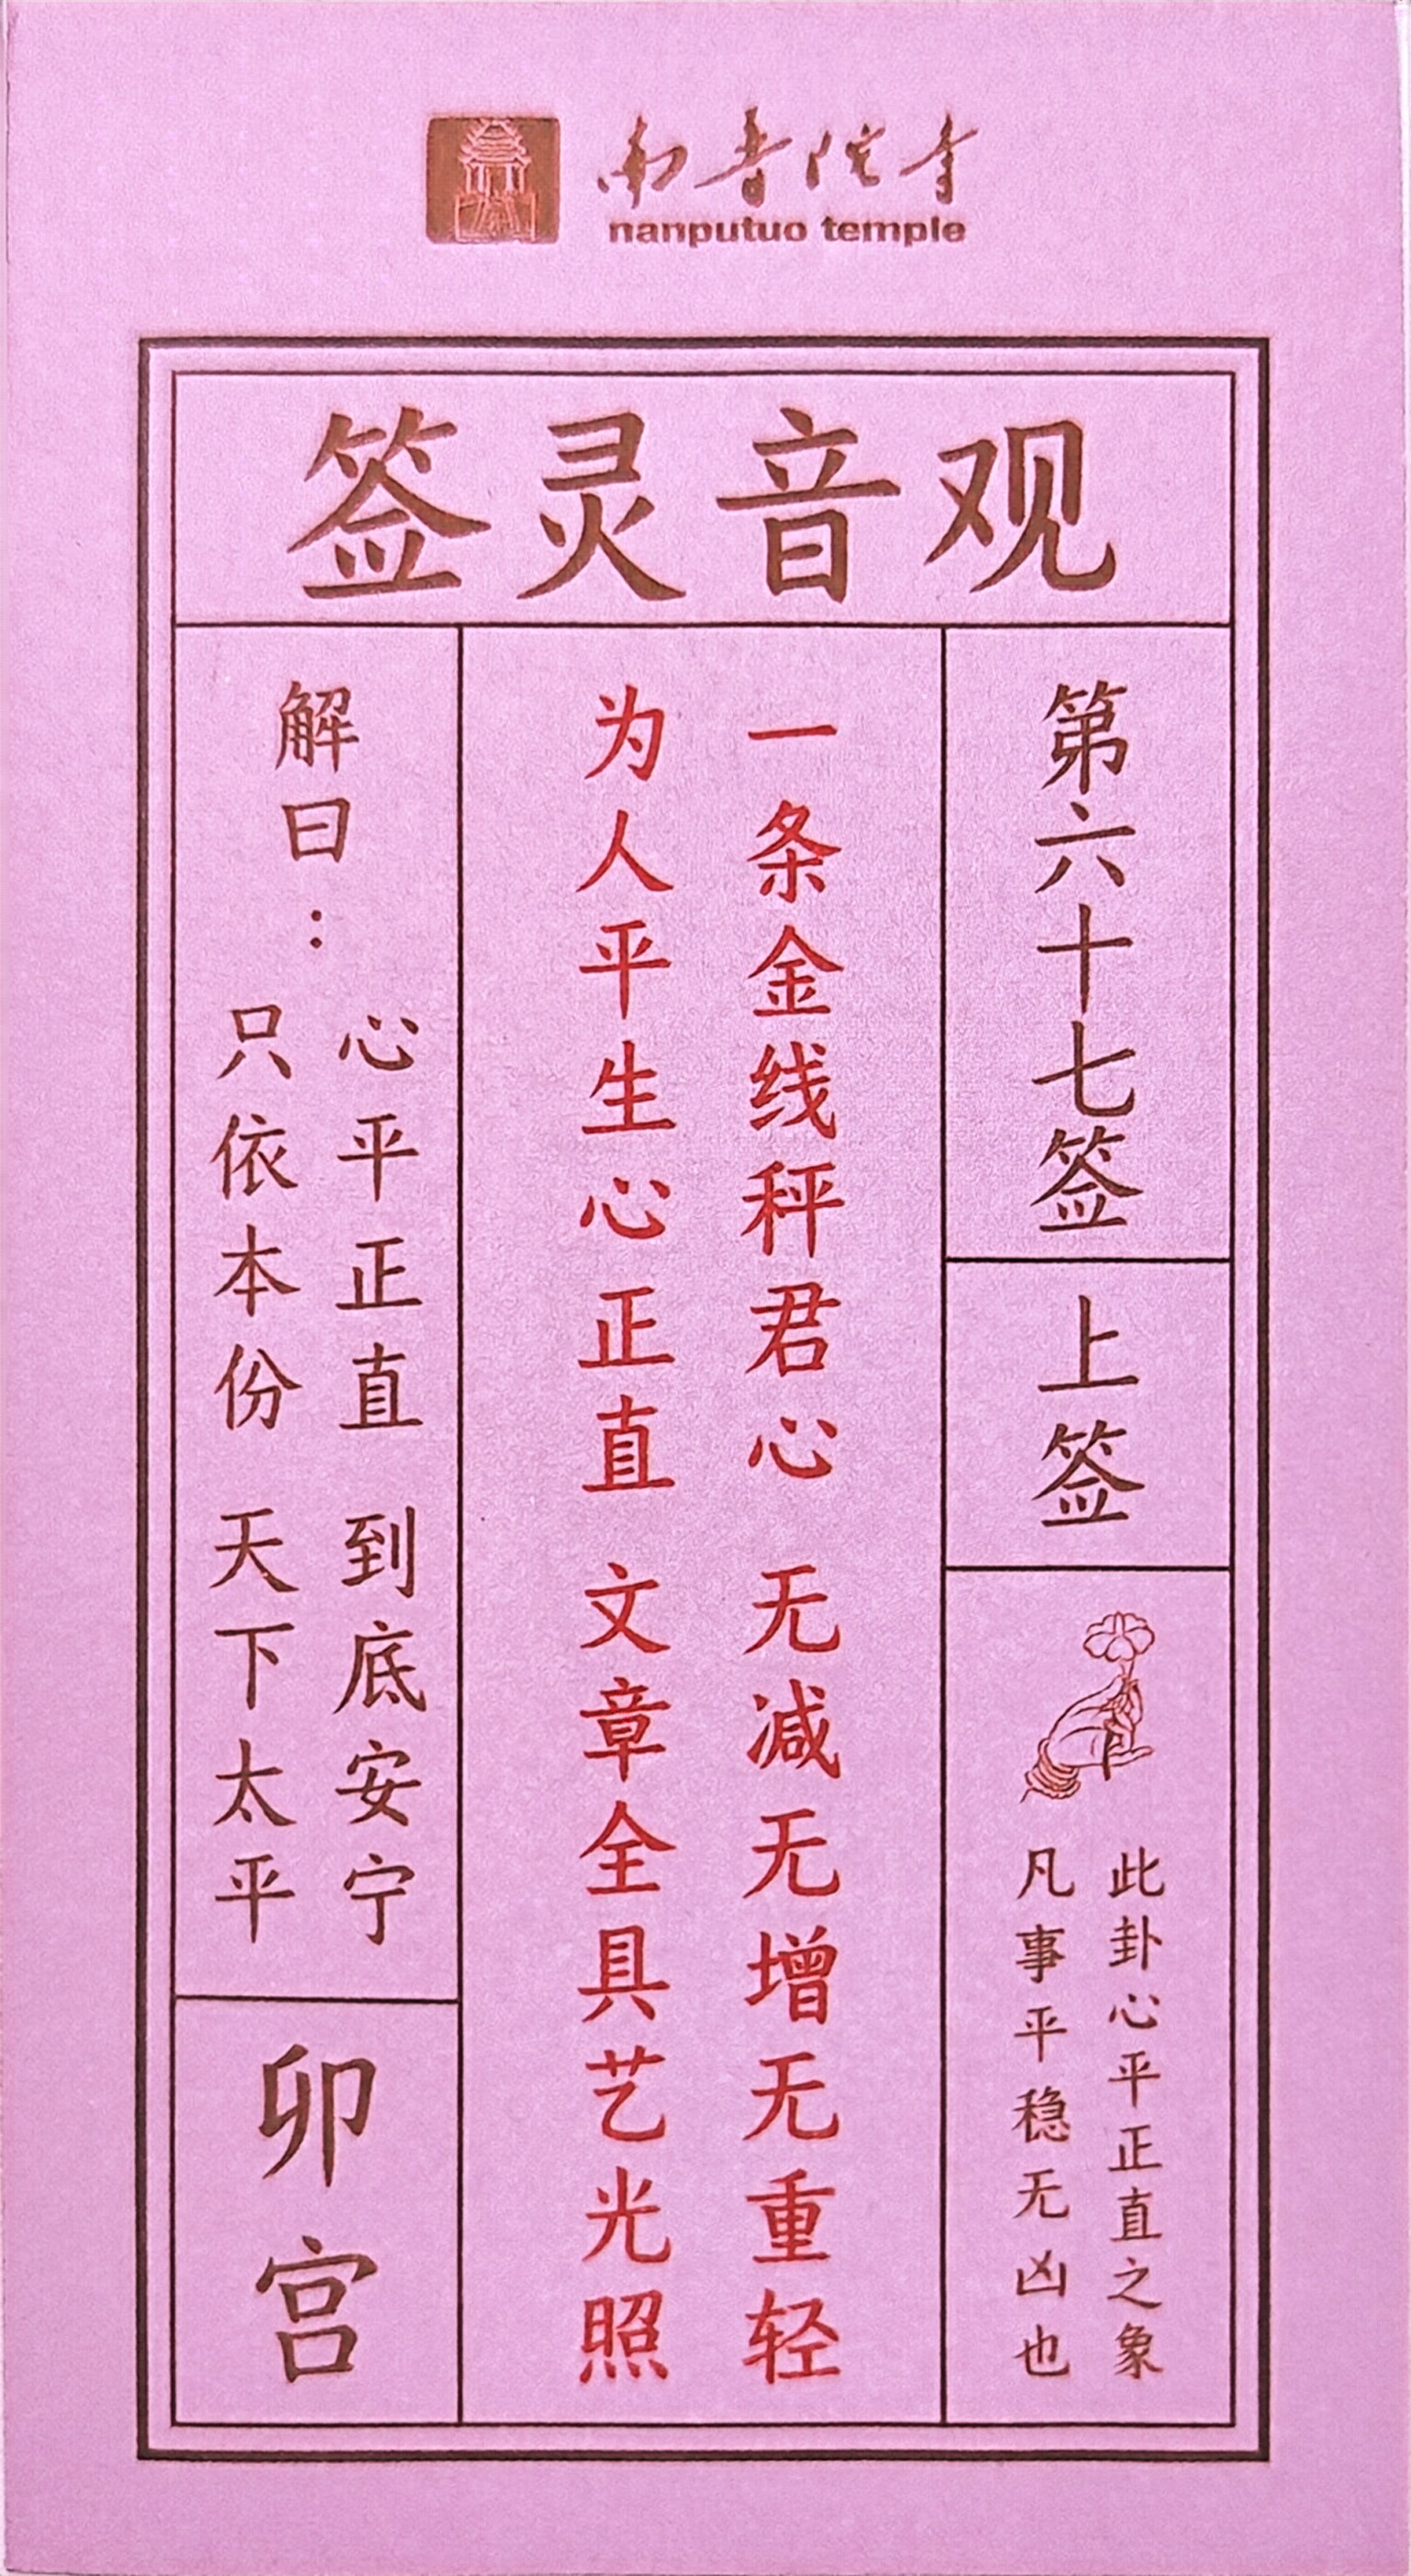 南普陀寺
nanputuo temple
观音灵签
第六十七签
上签
此卦心平正直之象
凡事平稳无凶也
一条金线秤君心 无减无增无重轻
为人平生心正直 文章全具艺光照
解曰：
心平正直 到底安宁
只依本份 天下太平
卯宫